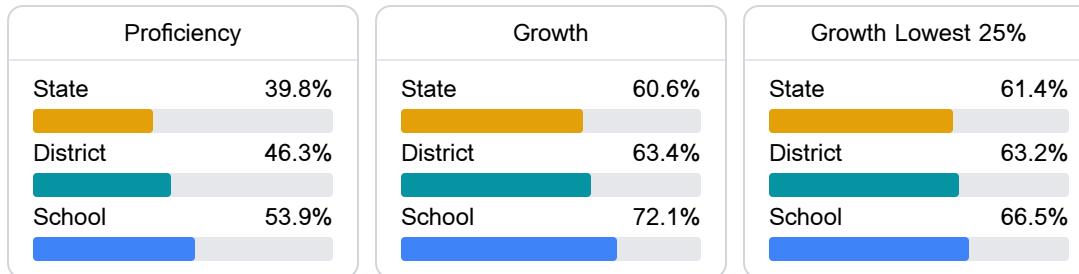 Proficiency
State 39.8%
District 46.3%
School 53.9%
Growth
State 60.6%
District 63.4%
School 72.1%
Growth Lowest 25%
State 61.4%
District 63.2%
School 66.5%